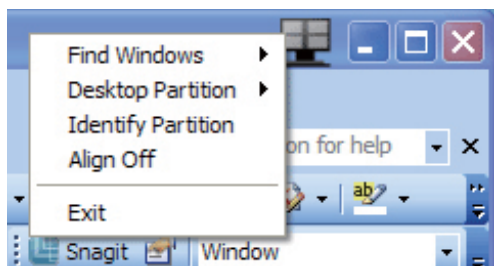 Find Windows
Desktop Partition
Identify Partition
on for help
Align Off
ab
Exit
Snagit
Window